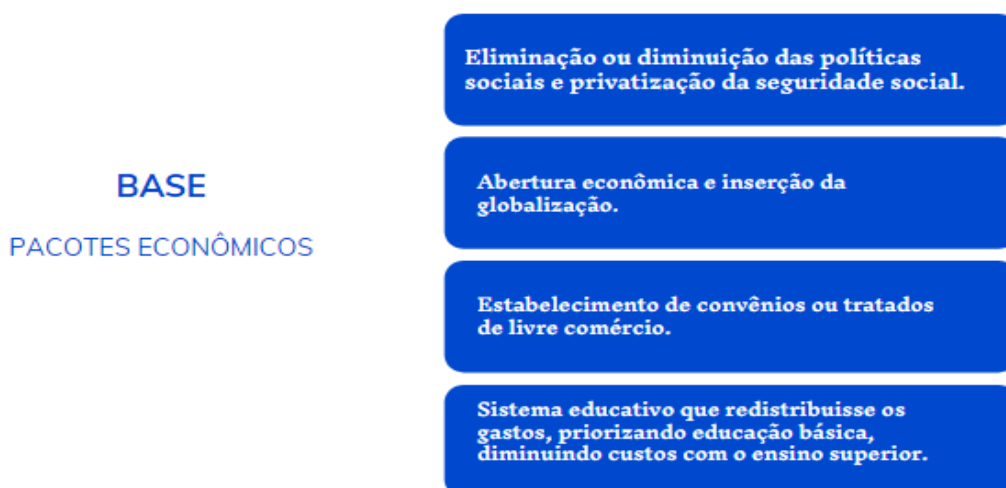 BASE
PACOTES ECONÔMICOS
Eliminação ou diminuição das políticas
sociais e privatização da seguridade social.
Abertura econômica e inserção da
globalização.
Estabelecimento de convênios ou tratados
de livre comércio.
Sistema educativo que redistribuisse os
gastos, priorizando educação básica,
diminuindo custos com o ensino superior.